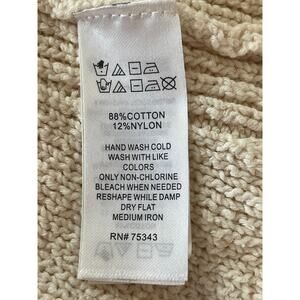 88%COTTON
12%NYLON
HAND WASH COLD
WASH WITH LIKE
COLORS
ONLY NON-CHLORINE
BLEACH WHEN NEEDED
RESHAPE WHILE DAMP
DRY FLAT
MEDIUM IRON
RN# 75343